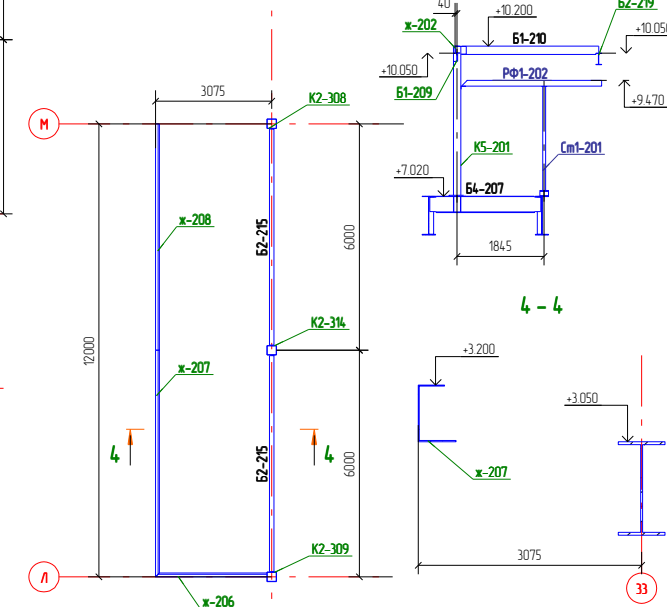 40
Б2-219
+10.200
ж-202
Б1-210
+10.050
РФ1-202
+10.050
3075
К2-308
Б1-209
+9.470
М
К5-201
Ст1-201
+7.020
Б4-207
ж-208
Б2-215
6000
1845
4 - 4
К2-314
12000
+3.200
ж-207
+3.050
4
4
Б2-215
6000
ж-207
К2-309
3075
Л
ж-206
33